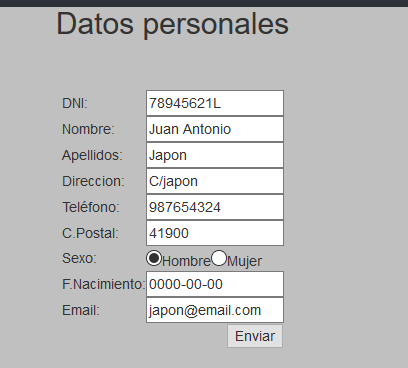 Datos personales
DNI: 78945621L
Nombre: Juan Antonio
Apellidos: Japon
Direccion: C/japon
Teléfono: 987654324
C.Postal: 41900
Sexo: Hombre Mujer
F.Nacimiento: 0000-00-00
Email: japon@email.com
Enviar